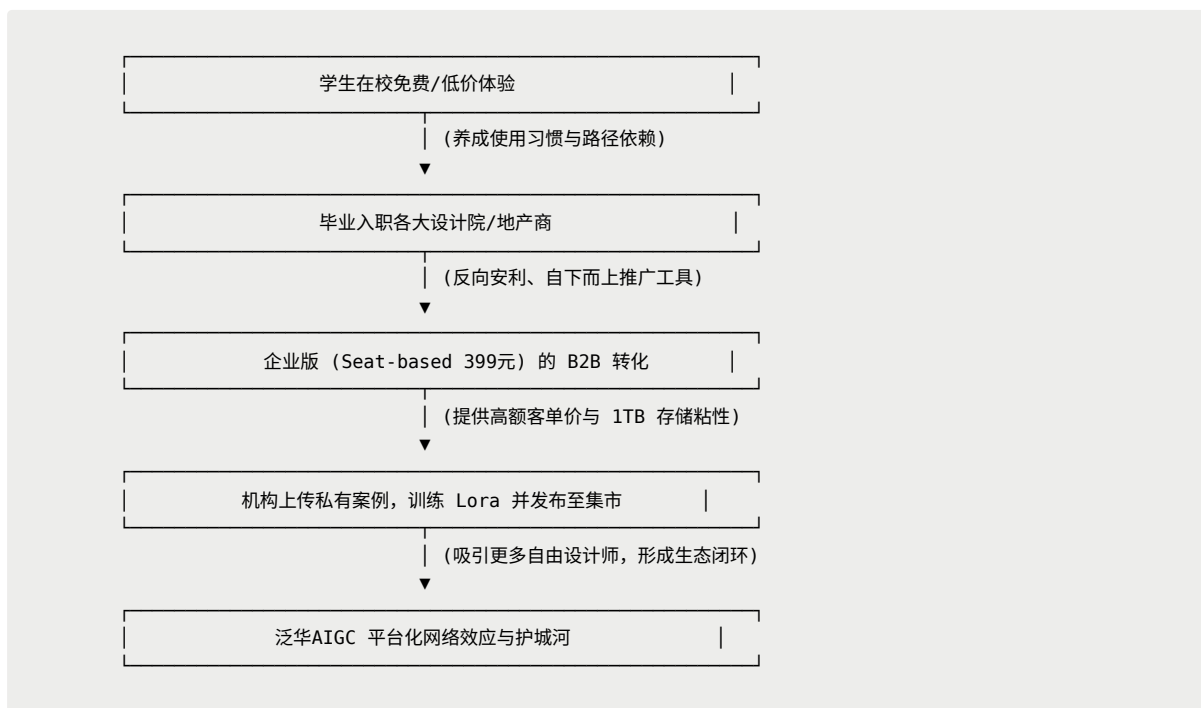 学生在校免费/低价体验
(养成使用习惯与路径依赖)
毕业入职各大设计院/地产商
(反向安利、自下而上推广工具)
企业版 (Seat-based 399元) 的 B2B 转化
(提供高额客单价与 1TB 存储粘性)
机构上传私有案例，训练 Lora 并发布至集市
(吸引更多自由设计师，形成生态闭环)
泛华AIGC 平台化网络效应与护城河